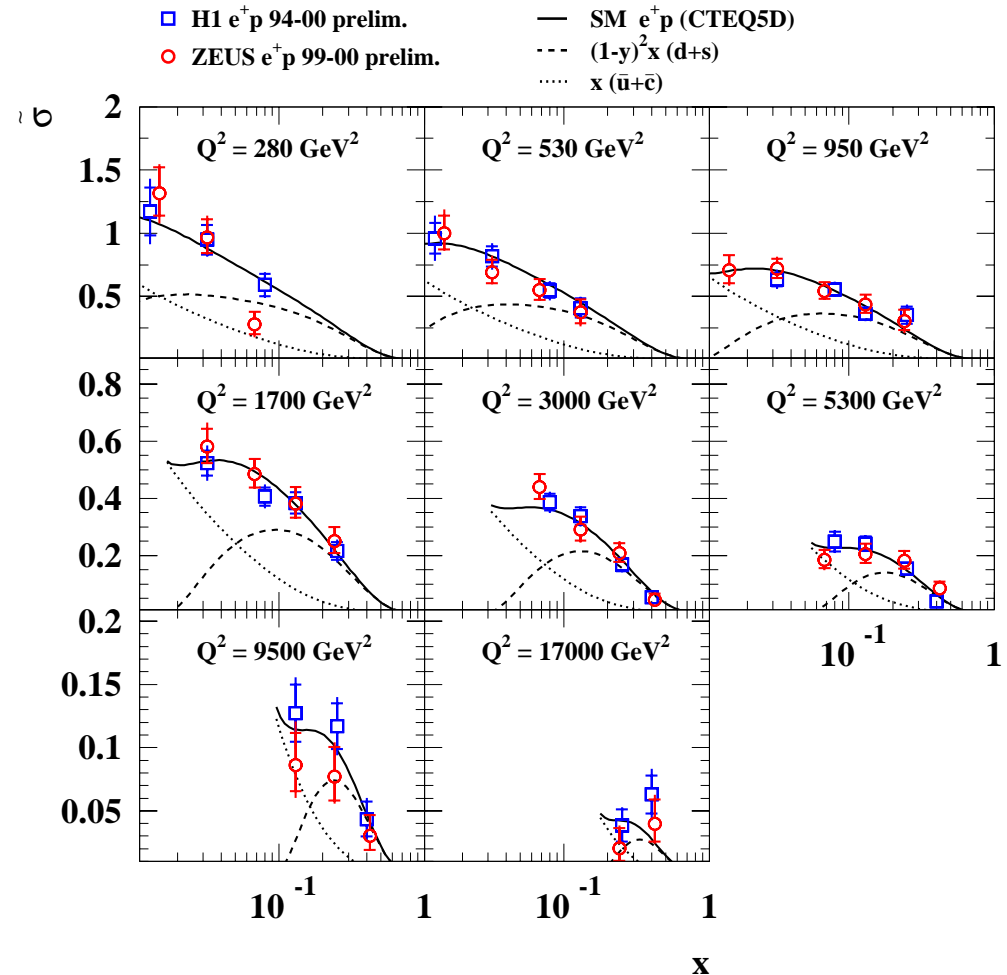 H1 e⁺p 94-00 prelim.
ZEUS e⁺p 99-00 prelim.
SM e⁺p (CTEQ5D)
(1-y)²x (d+s)
x (ū+c̄)
σ̃
2
1.5
1
0.5
Q² = 280 GeV²
Q² = 530 GeV²
Q² = 950 GeV²
0.8
0.6
0.4
0.2
Q² = 1700 GeV²
Q² = 3000 GeV²
Q² = 5300 GeV²
0.2
0.15
0.1
0.05
Q² = 9500 GeV²
Q² = 17000 GeV²
10⁻¹ 1
10⁻¹ 1
10⁻¹ 1
x